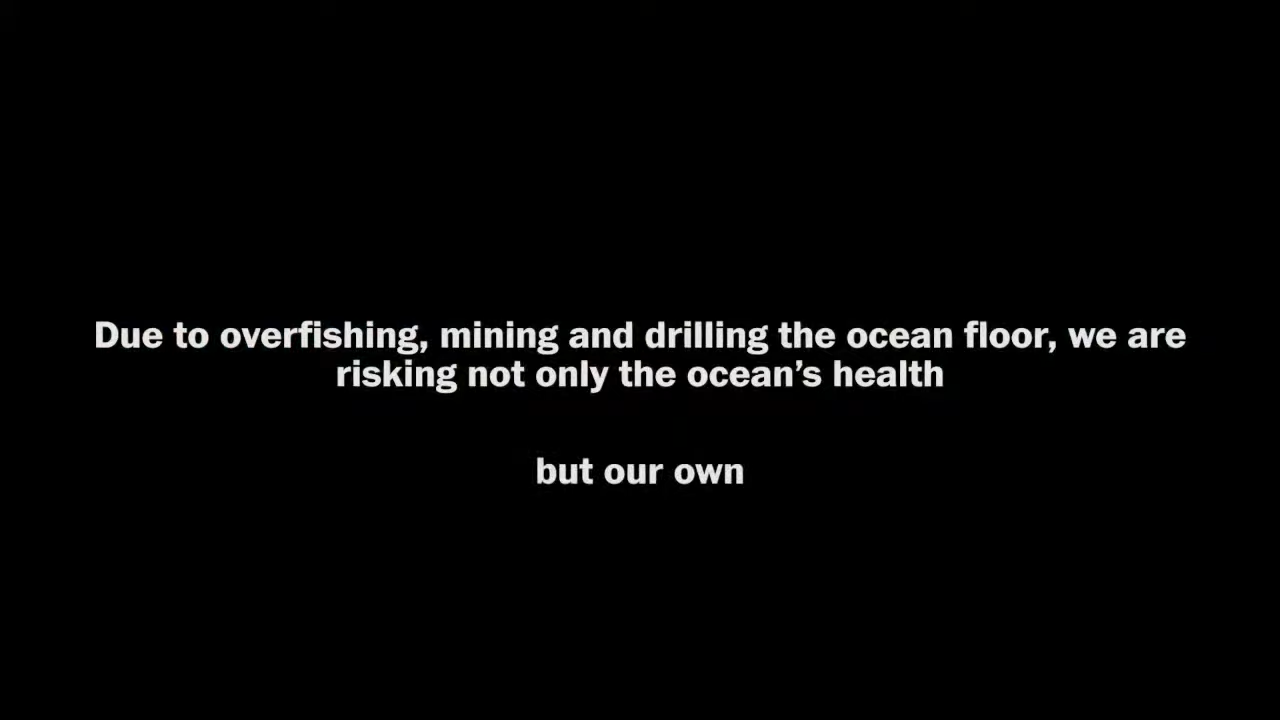 Due to overfishing, mining and drilling the ocean floor, we are
risking not only the ocean’s health
but our own